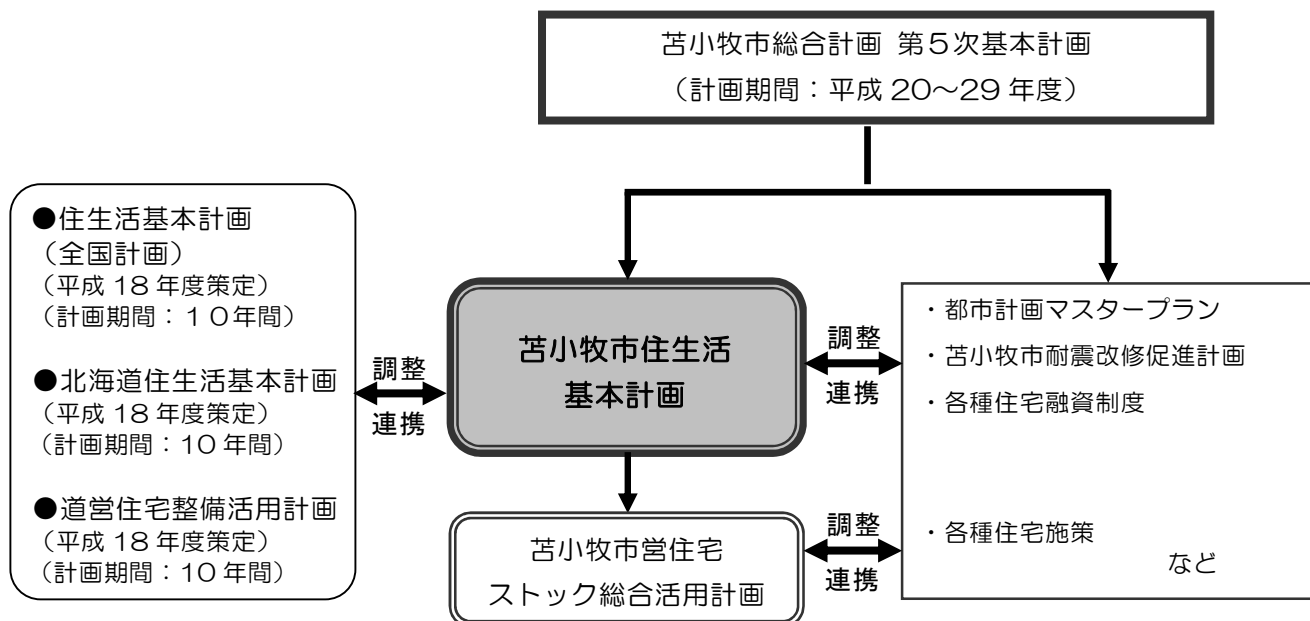 苫小牧市総合計画 第5次基本計画
（計画期間：平成 20～29 年度）
●住生活基本計画
（全国計画）
（平成 18 年度策定）
（計画期間：１０年間）
●北海道住生活基本計画
（平成 18 年度策定）
（計画期間：10 年間）
●道営住宅整備活用計画
（平成 18 年度策定）
（計画期間：10 年間）
調整
連携
苫小牧市住生活
基本計画
調整
連携
・都市計画マスタープラン
・苫小牧市耐震改修促進計画
・各種住宅融資制度
・各種住宅施策
など
苫小牧市営住宅
ストック総合活用計画
調整
連携